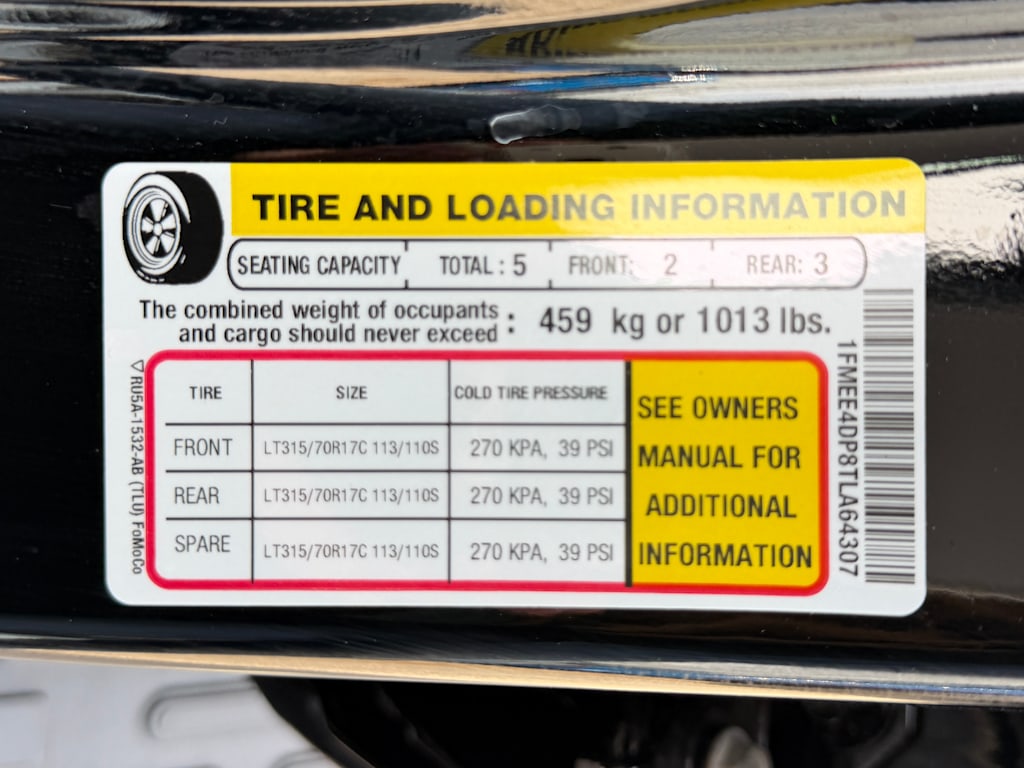 TIRE AND LOADING INFORMATION
SEATING CAPACITY TOTAL : 5 FRONT: 2 REAR: 3
The combined weight of occupants
and cargo should never exceed : 459 kg or 1013 lbs.
TIRE SIZE COLD TIRE PRESSURE
FRONT LT315/70R17C 113/110S 270 KPA, 39 PSI
REAR LT315/70R17C 113/110S 270 KPA, 39 PSI
SPARE LT315/70R17C 113/110S 270 KPA, 39 PSI
SEE OWNERS
MANUAL FOR
ADDITIONAL
INFORMATION
1FMEE4DP8TLA64307
▽ RU5A-1532-AB (TLU) FoMoCo